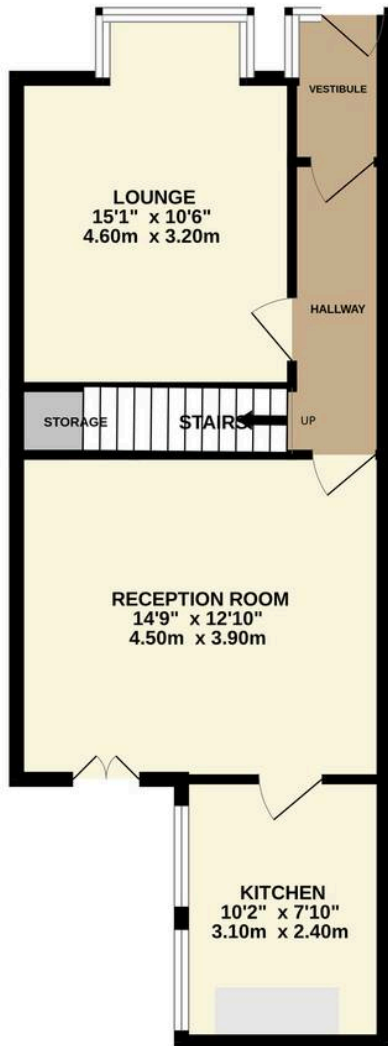 VESTIBULE
LOUNGE
15'1" x 10'6"
4.60m x 3.20m
HALLWAY
STORAGE
STAIRS
UP
RECEPTION ROOM
14'9" x 12'10"
4.50m x 3.90m
KITCHEN
10'2" x 7'10"
3.10m x 2.40m